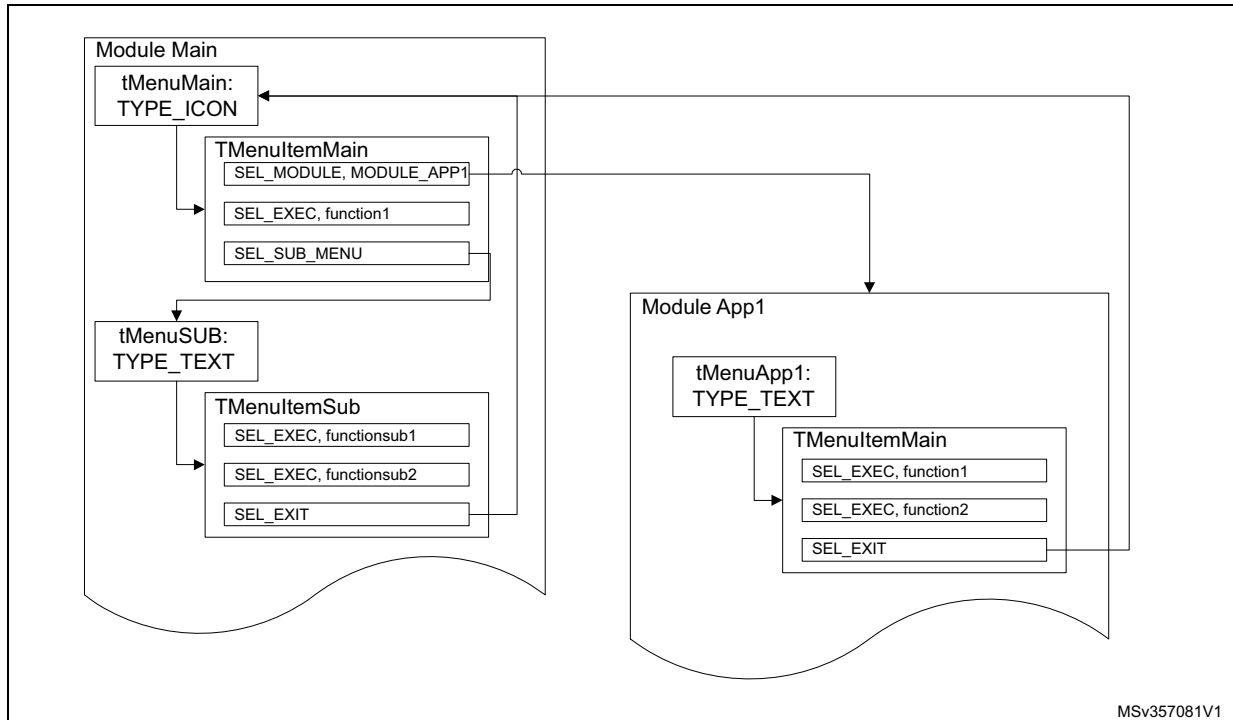 Module Main
tMenuMain:
TYPE_ICON
TMenuItemMain
SEL_MODULE, MODULE_APP1
SEL_EXEC, function1
SEL_SUB_MENU
tMenuSUB:
TYPE_TEXT
TMenuItemSub
SEL_EXEC, functionsub1
SEL_EXEC, functionsub2
SEL_EXIT
Module App1
tMenuApp1:
TYPE_TEXT
TMenuItemMain
SEL_EXEC, function1
SEL_EXEC, function2
SEL_EXIT
MSv357081V1